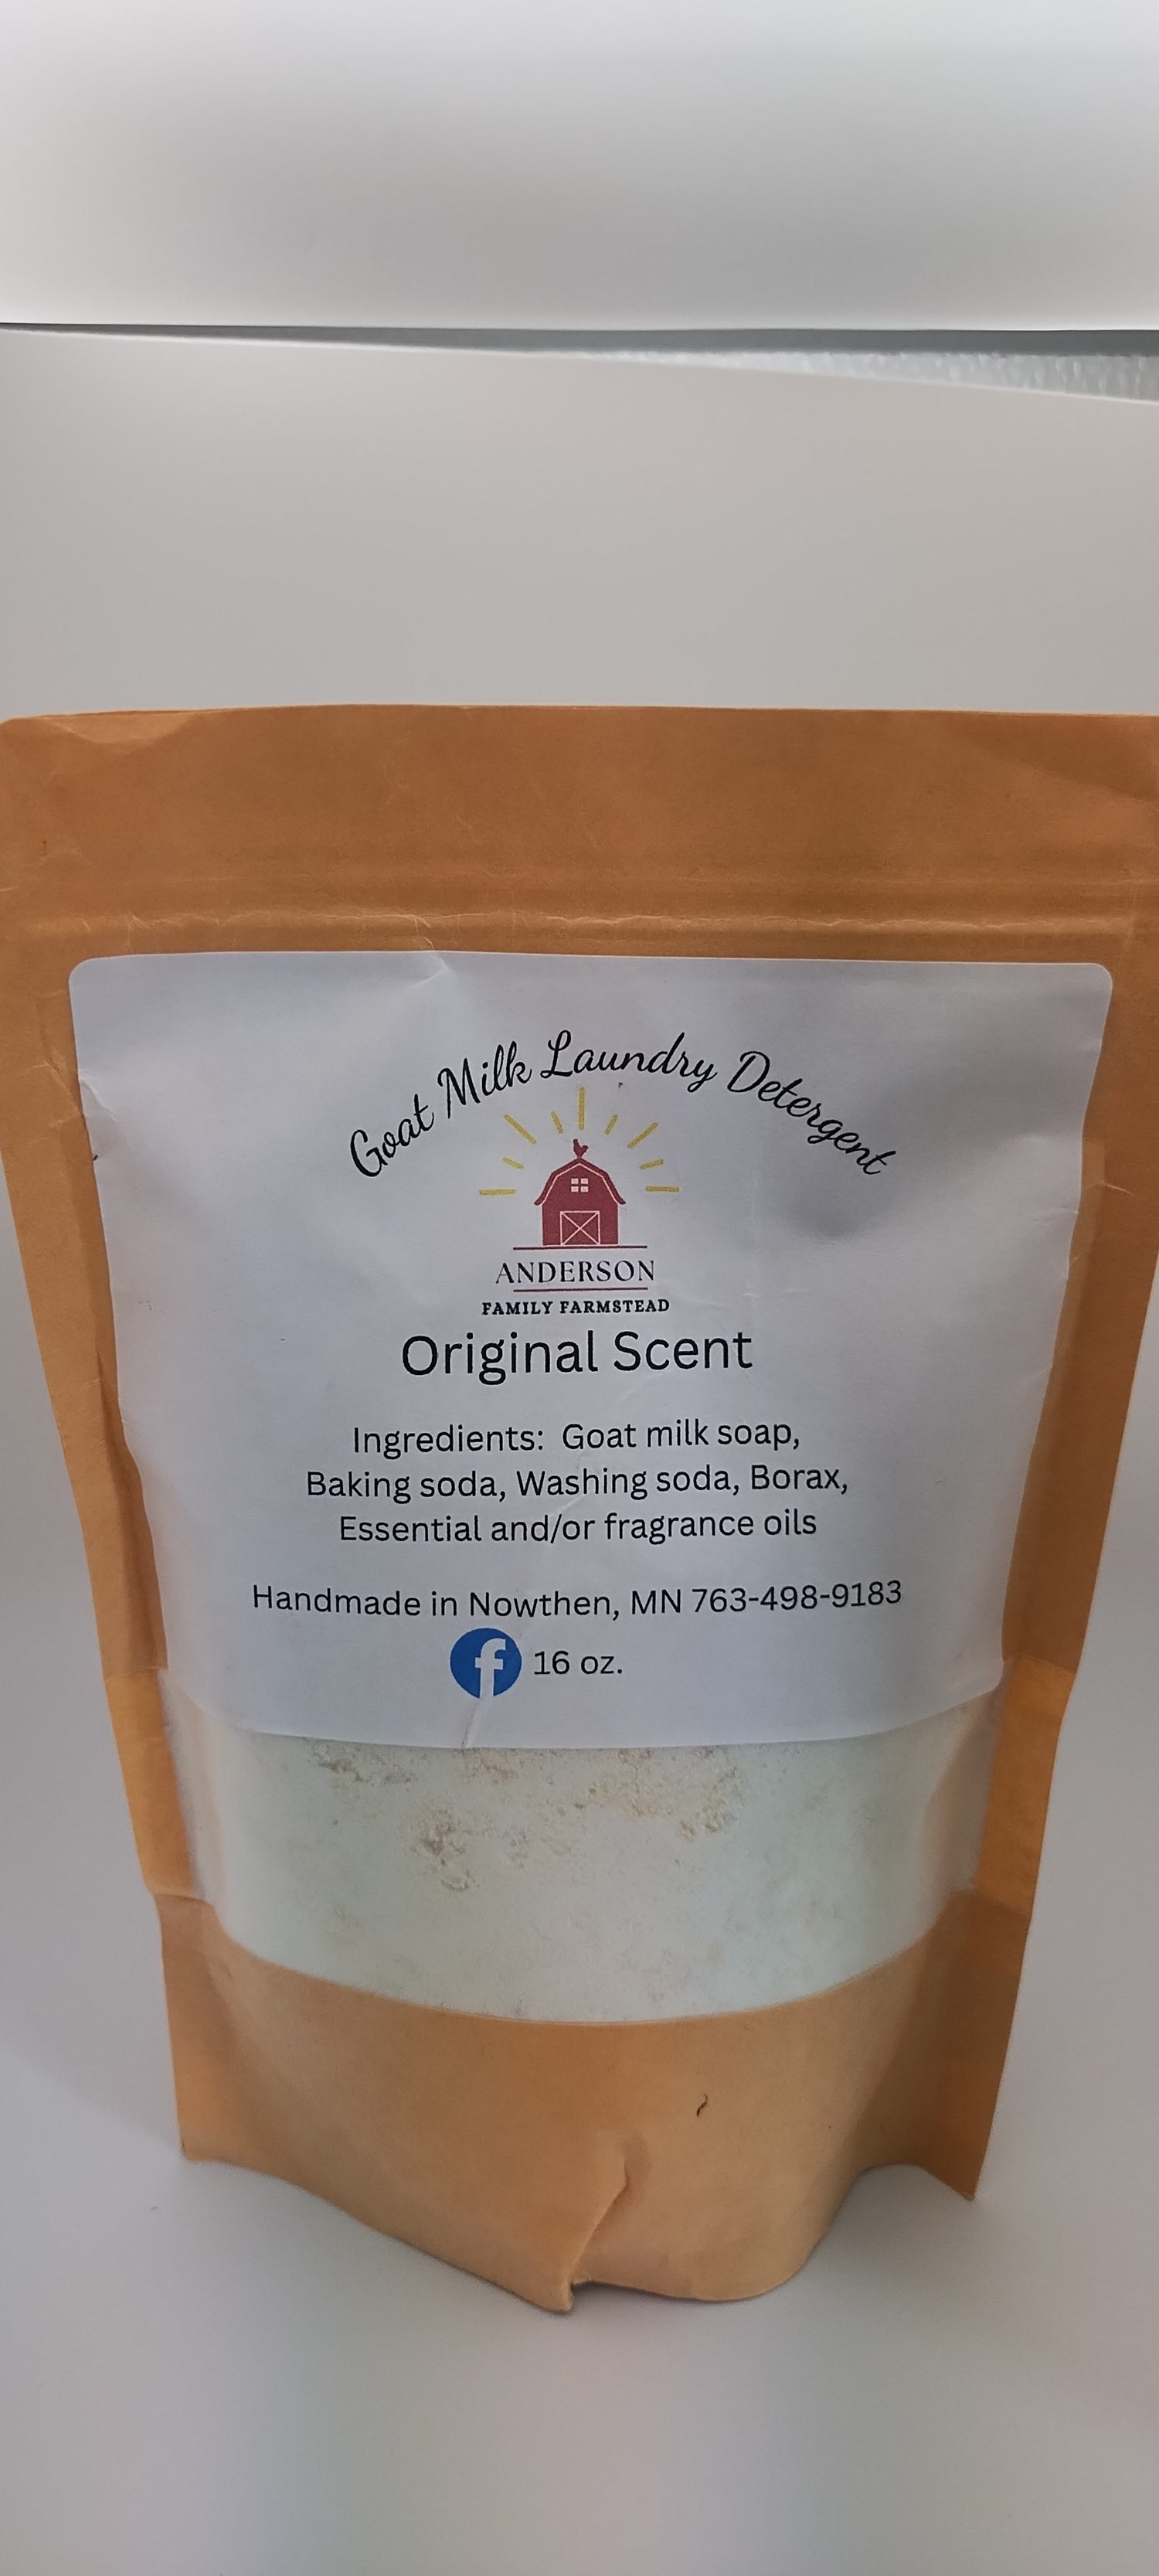 Goat Milk Laundry Detergent
ANDERSON
FAMILY FARMSTEAD
Original Scent
Ingredients: Goat milk soap,
Baking soda, Washing soda, Borax,
Essential and/or fragrance oils
Handmade in Nowthen, MN 763-498-9183
f 16 oz.